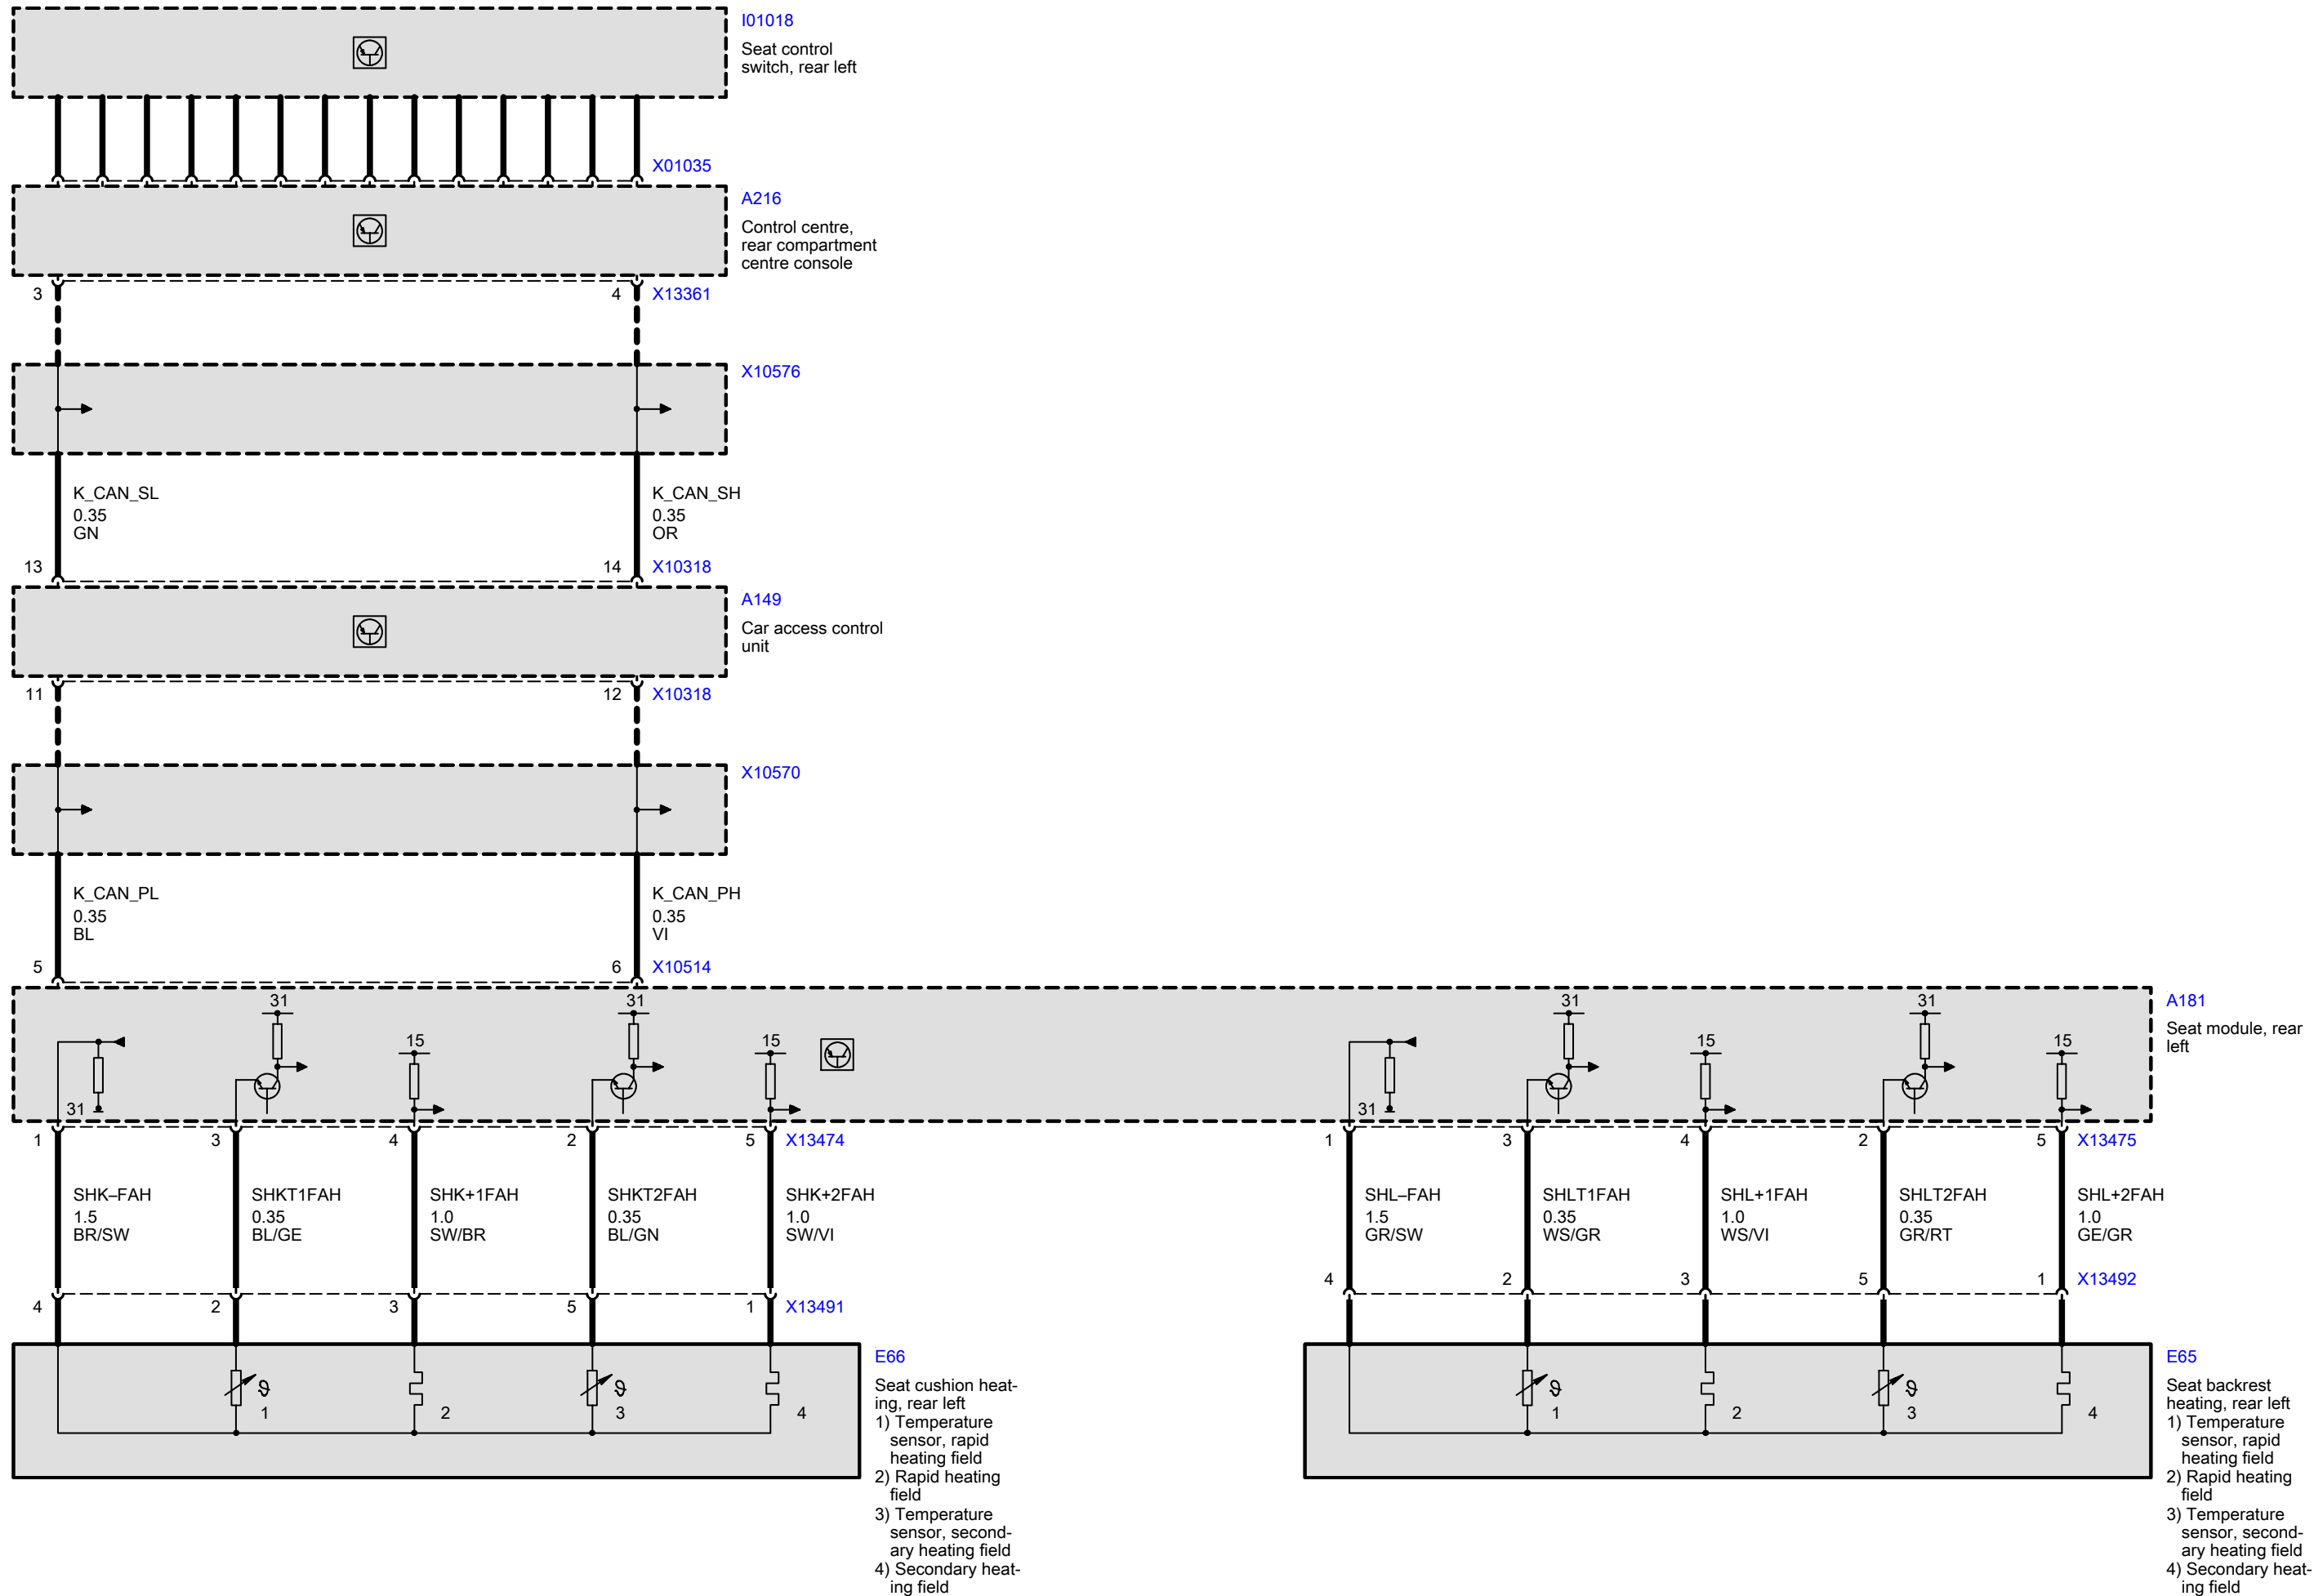 I01018
Seat control
switch, rear left
X01035
A216
Control centre,
rear compartment
centre console
3
4
X13361
X10576
K_CAN_SL
0.35
GN
K_CAN_SH
0.35
OR
13
14
X10318
A149
Car access control
unit
11
12
X10318
X10570
K_CAN_PL
0.35
BL
K_CAN_PH
0.35
VI
5
6
X10514
A181
Seat module, rear
left
31
31
31
31
15
15
15
15
31
31
1
3
4
2
5
X13474
1
3
4
2
5
X13475
SHK–FAH
1.5
BR/SW
SHKT1FAH
0.35
BL/GE
SHK+1FAH
1.0
SW/BR
SHKT2FAH
0.35
BL/GN
SHK+2FAH
1.0
SW/VI
SHL–FAH
1.5
GR/SW
SHLT1FAH
0.35
WS/GR
SHL+1FAH
1.0
WS/VI
SHLT2FAH
0.35
GR/RT
SHL+2FAH
1.0
GE/GR
4
2
3
5
1
X13491
4
2
3
5
1
X13492
ϑ
1
2
ϑ
3
4
E66
Seat cushion heat-
ing, rear left
1) Temperature
sensor, rapid
heating field
2) Rapid heating
field
3) Temperature
sensor, second-
ary heating field
4) Secondary heat-
ing field
ϑ
1
2
ϑ
3
4
E65
Seat backrest
heating, rear left
1) Temperature
sensor, rapid
heating field
2) Rapid heating
field
3) Temperature
sensor, second-
ary heating field
4) Secondary heat-
ing field